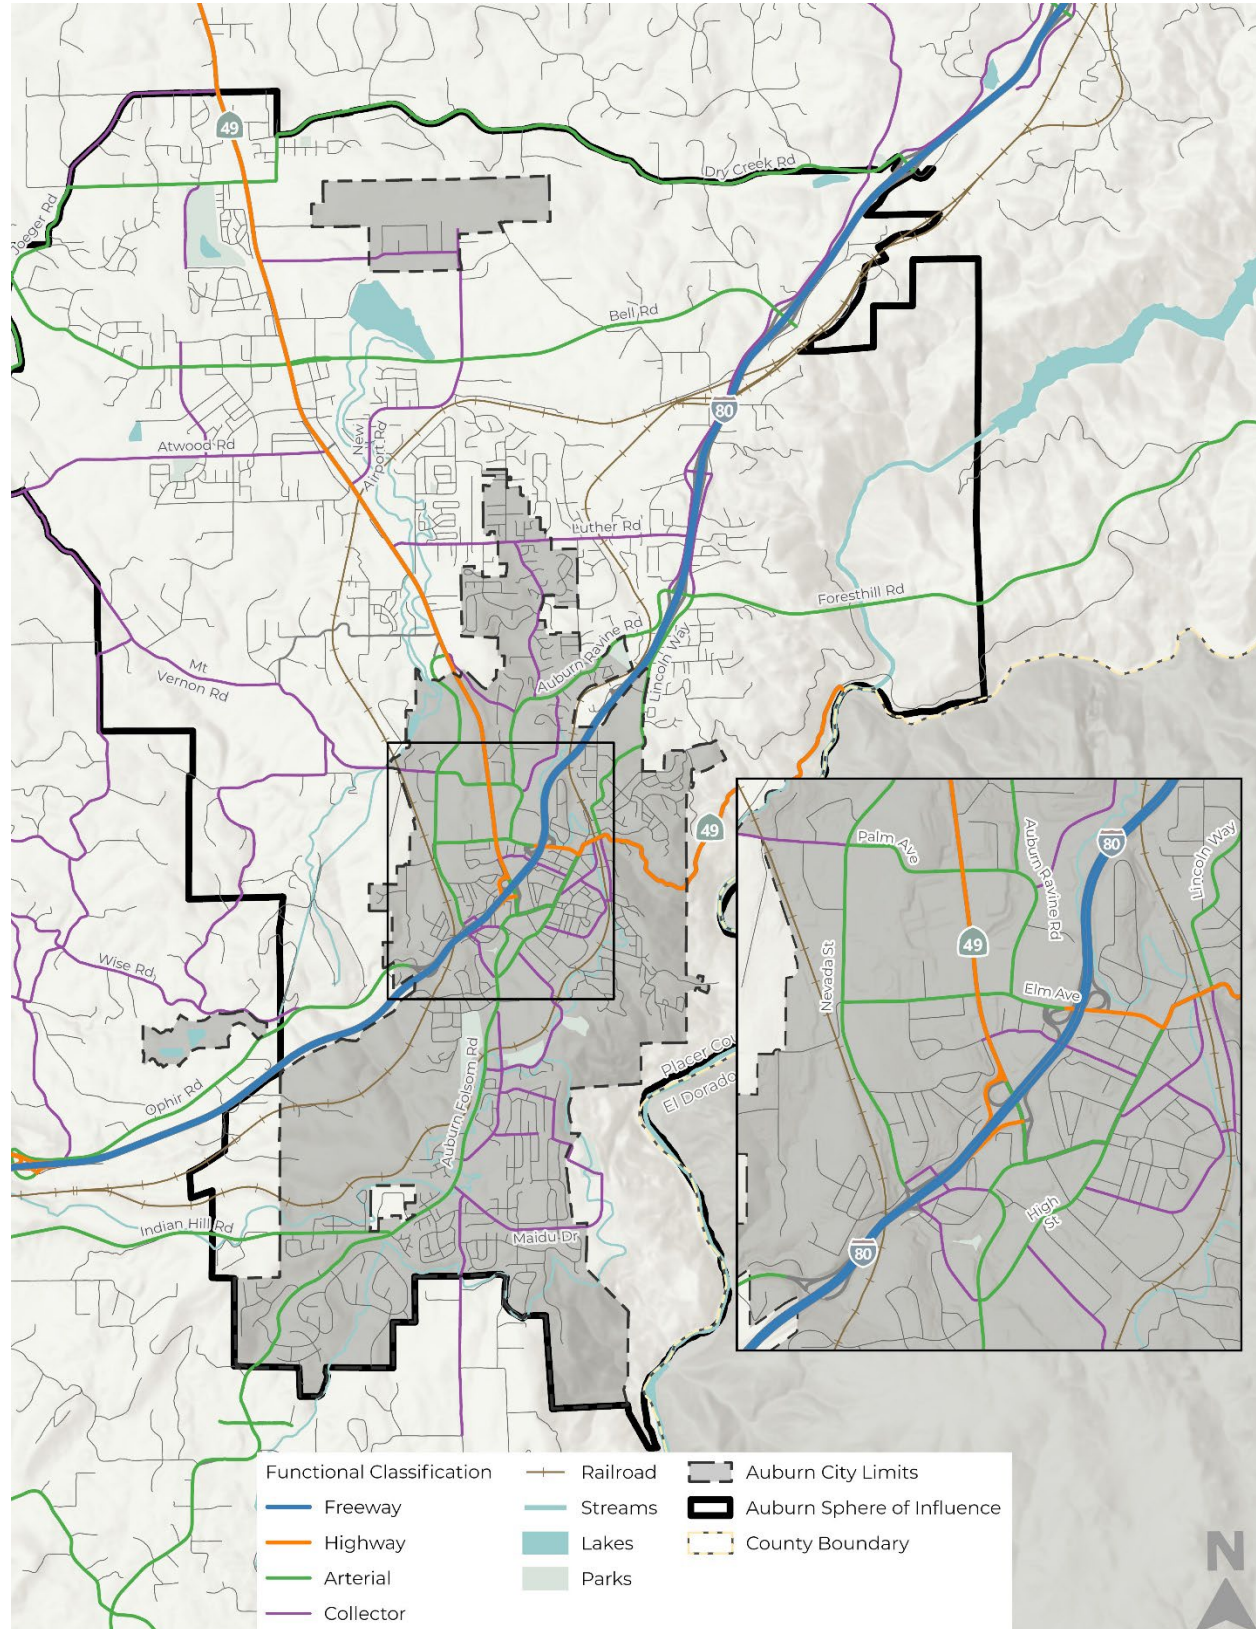 49
Dry Creek Rd
Joeger Rd
Bell Rd
80
New
Airport Rd
Atwood Rd
Luther Rd
Foresthill Rd
Auburn Ravine Rd
Lincoln Way
Mt
Vernon Rd
49
Wise Rd
Ophir Rd
Auburn Folsom Rd
Placer Cou
El Dorado
Indian Hill Rd
Maidu Dr
Palm Ave
Auburn Ravine Rd
80
Lincoln Way
49
Nevada St
Elm Ave
High
St
80
Functional Classification
Freeway
Highway
Arterial
Collector
Railroad
Streams
Lakes
Parks
Auburn City Limits
Auburn Sphere of Influence
County Boundary
N